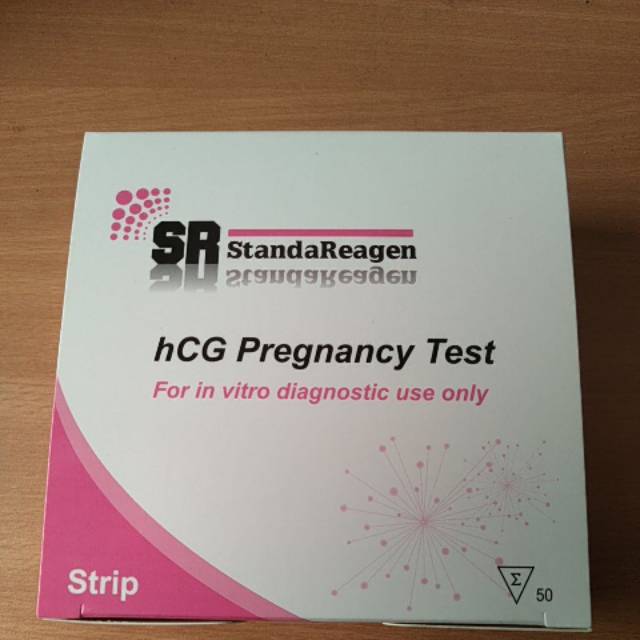 SR StandaReagen
hCG Pregnancy Test
For in vitro diagnostic use only
Strip
Σ 50